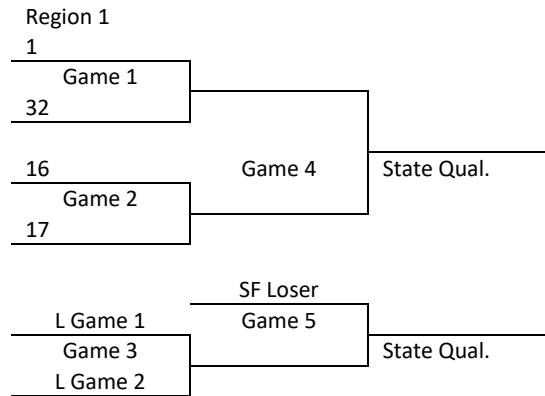 Region 1
1
Game 1
32
16
Game 4
State Qual.
Game 2
17
SF Loser
L Game 1
Game 5
Game 3
State Qual.
L Game 2